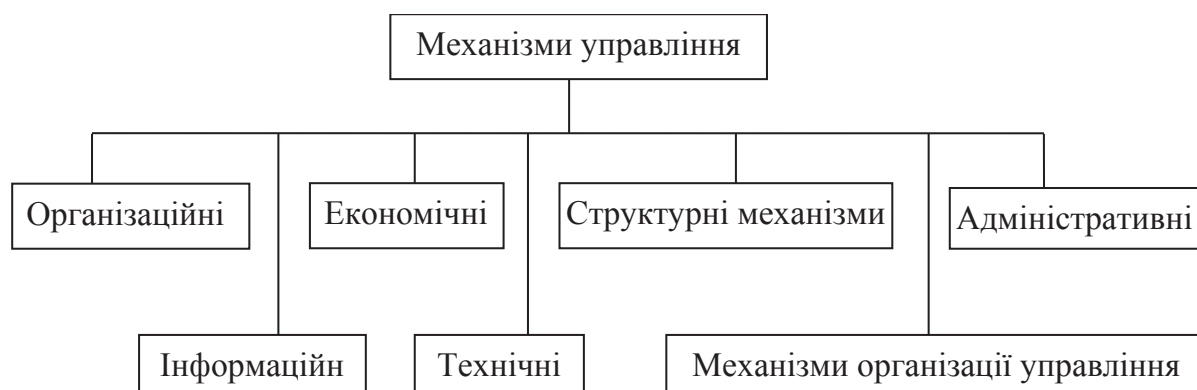 Механізми управління
Організаційні
Економічні
Структурні механізми
Адміністративні
Інформаційн
Технічні
Механізми організації управління